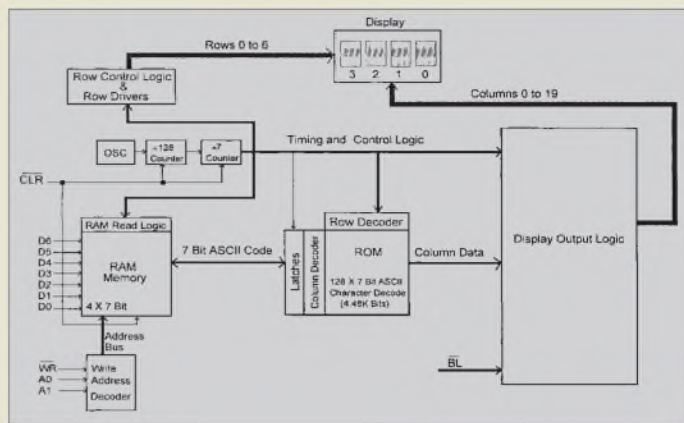 Display
Rows 0 to 6
3 2 1 0
Row Control Logic
&
Row Drivers
Columns 0 to 19
OSC
÷128
Counter
÷7
Counter
Timing and Control Logic
CLR
RAM Read Logic
D6
D5
D4
D3
D2
D1
D0
RAM
Memory
4 X 7 Bit
7 Bit ASCII Code
Latches
Column Decoder
Row Decoder
ROM
128 X 7 Bit ASCII
Character Decode
(4.48K Bits)
Column Data
Display Output Logic
Address
Bus
WR
A0
A1
Write
Address
Decoder
BL